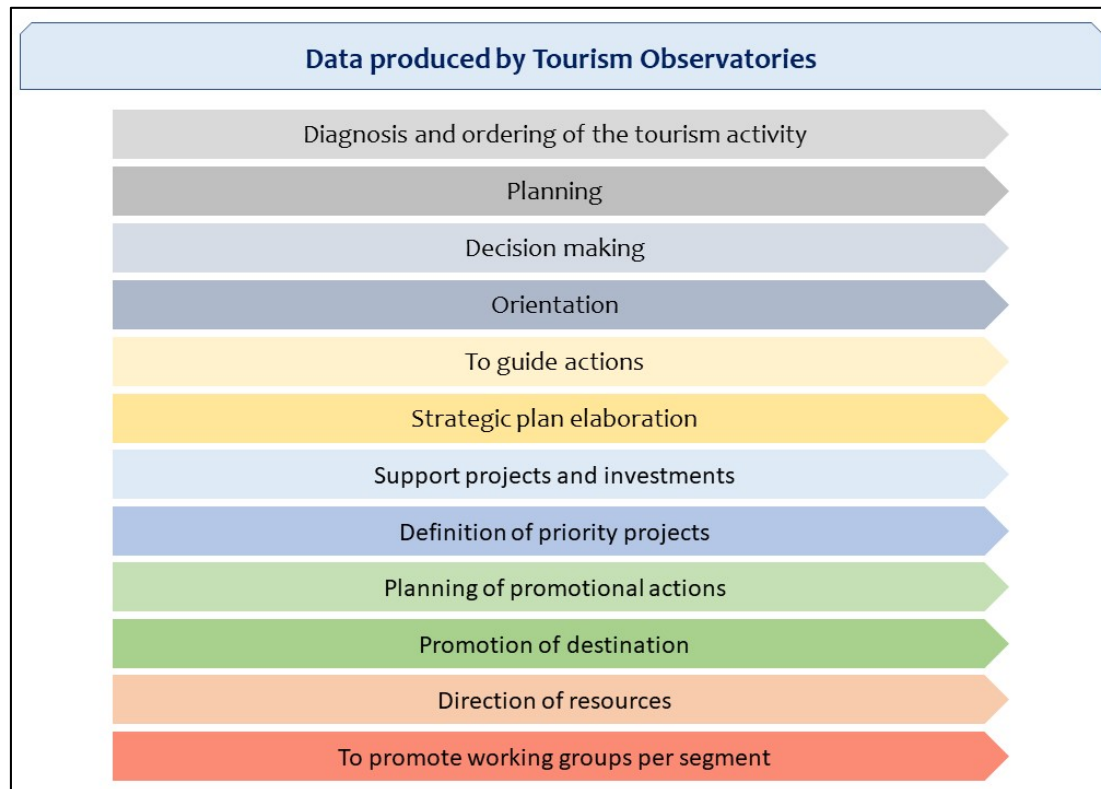 Data produced by Tourism Observatories
Diagnosis and ordering of the tourism activity
Planning
Decision making
Orientation
To guide actions
Strategic plan elaboration
Support projects and investments
Definition of priority projects
Planning of promotional actions
Promotion of destination
Direction of resources
To promote working groups per segment